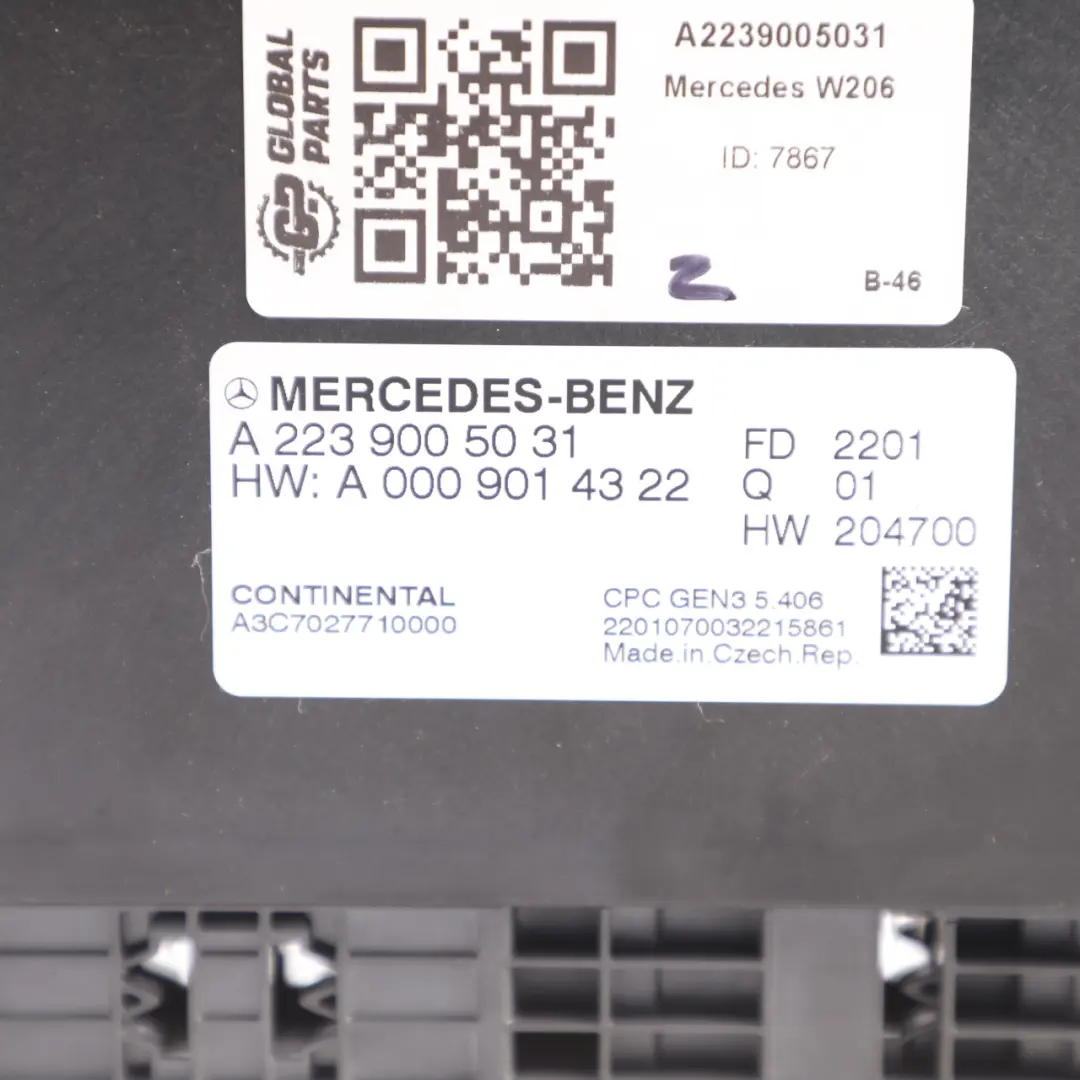 GLOBAL
PARTS
A2239005031
Mercedes W206
ID: 7867
2
B-46
MERCEDES-BENZ
A 223 900 50 31
HW: A 000 901 43 22
FD 2201
Q 01
HW 204700
CONTINENTAL
A3C7027710000
CPC GEN3 5.406
2201070032215861
Made.in.Czech.Rep.